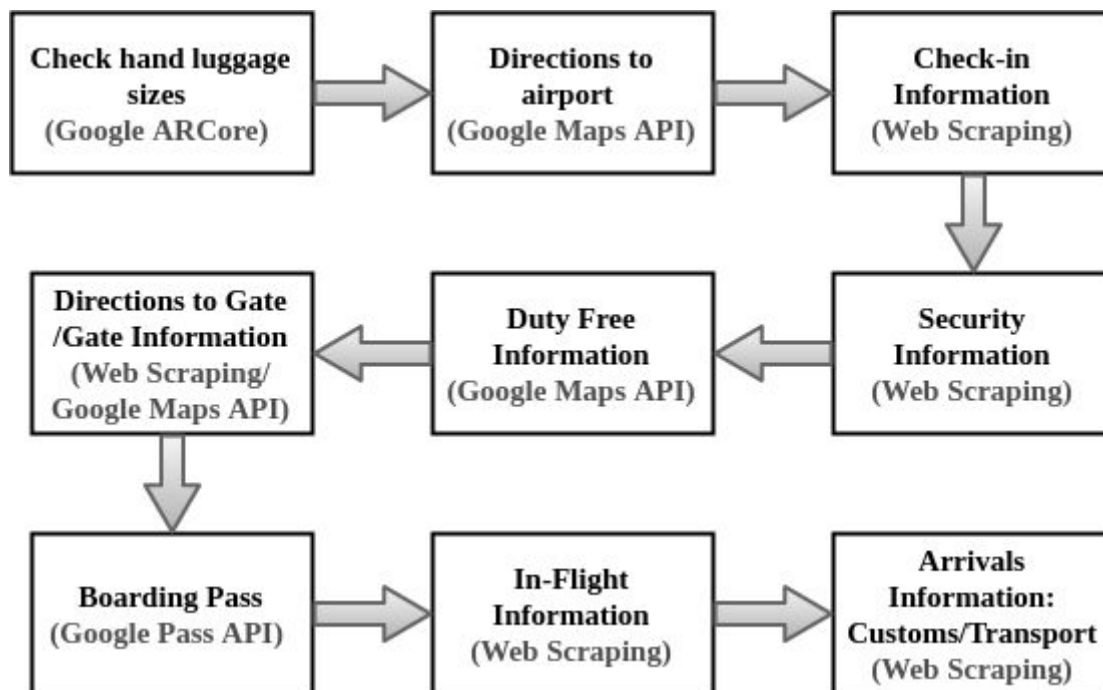 Check hand luggage
sizes
(Google ARCore)
Directions to
airport
(Google Maps API)
Check-in
Information
(Web Scraping)
Security
Information
(Web Scraping)
Duty Free
Information
(Google Maps API)
Directions to Gate
/Gate Information
(Web Scraping/
Google Maps API)
Boarding Pass
(Google Pass API)
In-Flight
Information
(Web Scraping)
Arrivals
Information:
Customs/Transport
(Web Scraping)